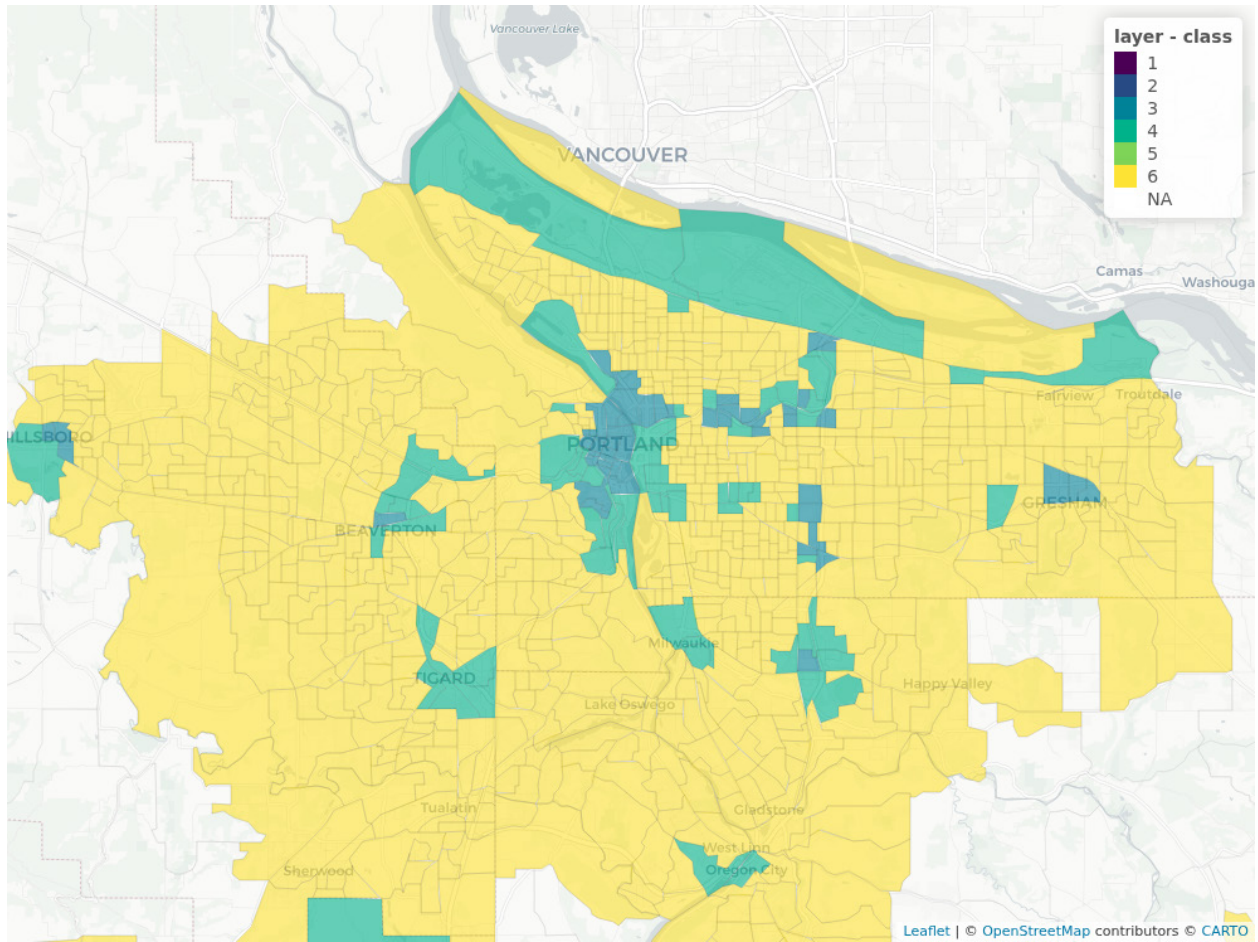 Vancouver Lake
layer - class
1
2
3
4
5
6
NA
VANCOUVER
Camas
Washouga
Fairview
Troutdale
ILLSBORO
PORTLAND
GRESHAM
BEAVERTON
Milwaukie
TIGARD
Happy Valley
Lake Oswego
Tualatin
Gladstone
West Linn
Sherwood
Oregon City
Leaflet | © OpenStreetMap contributors © CARTO